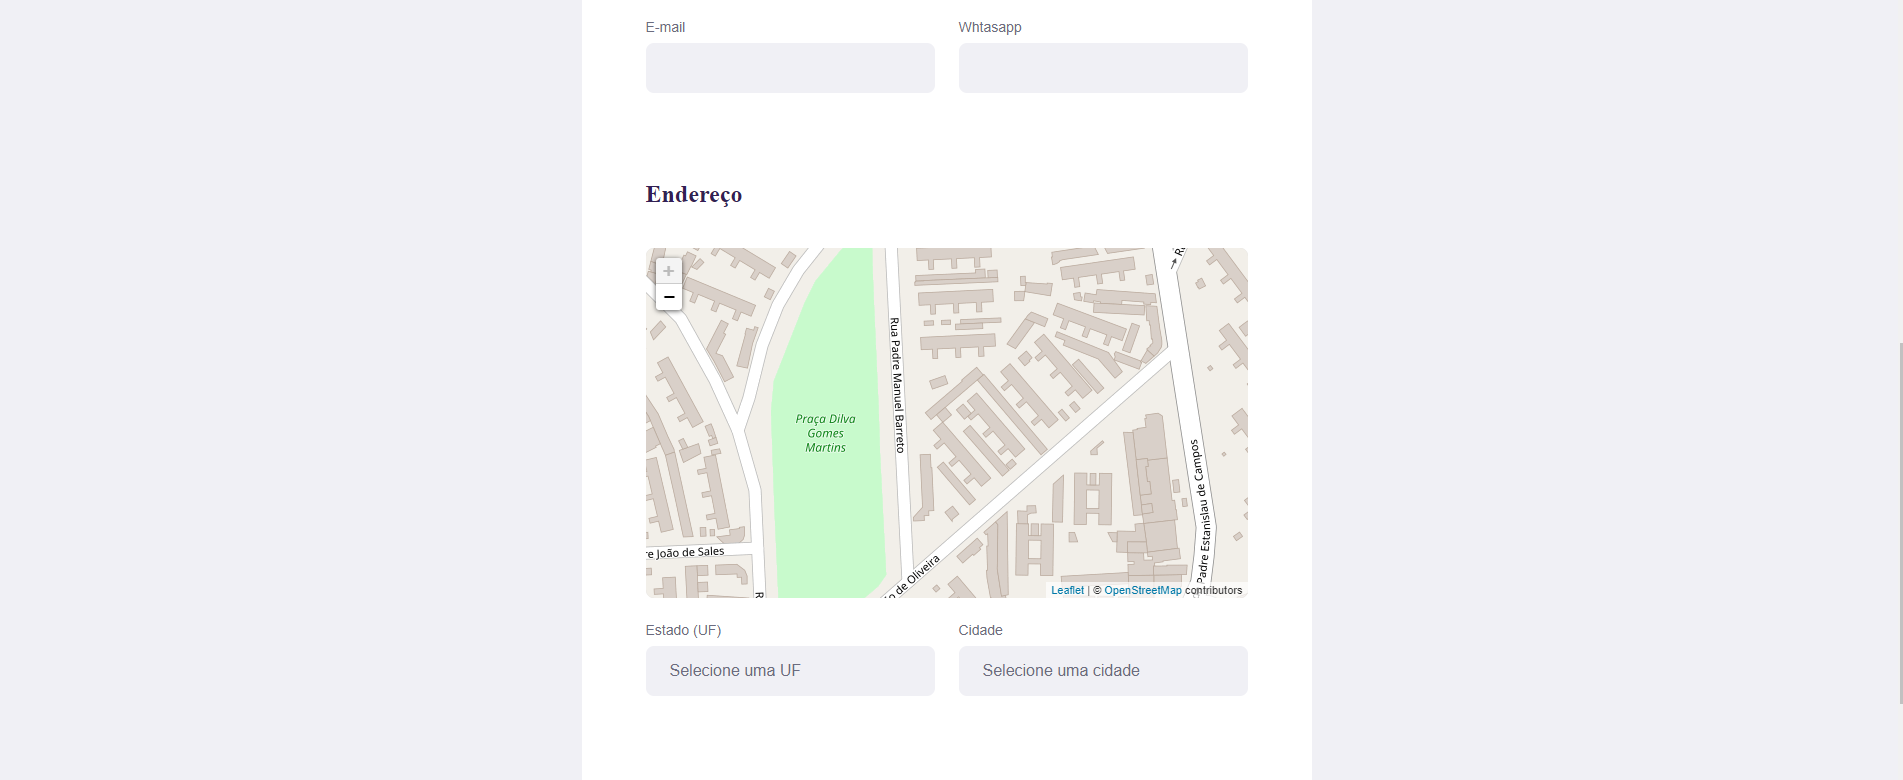 E-mail
Whtasapp
Endereço
+
−
Rua Padre Manuel Barreto
Praça Dilva
Gomes
Martins
Padre Estanislau de Campos
re João de Sales
o de Oliveira
Leaflet | © OpenStreetMap contributors
Estado (UF)
Cidade
Selecione uma UF
Selecione uma cidade